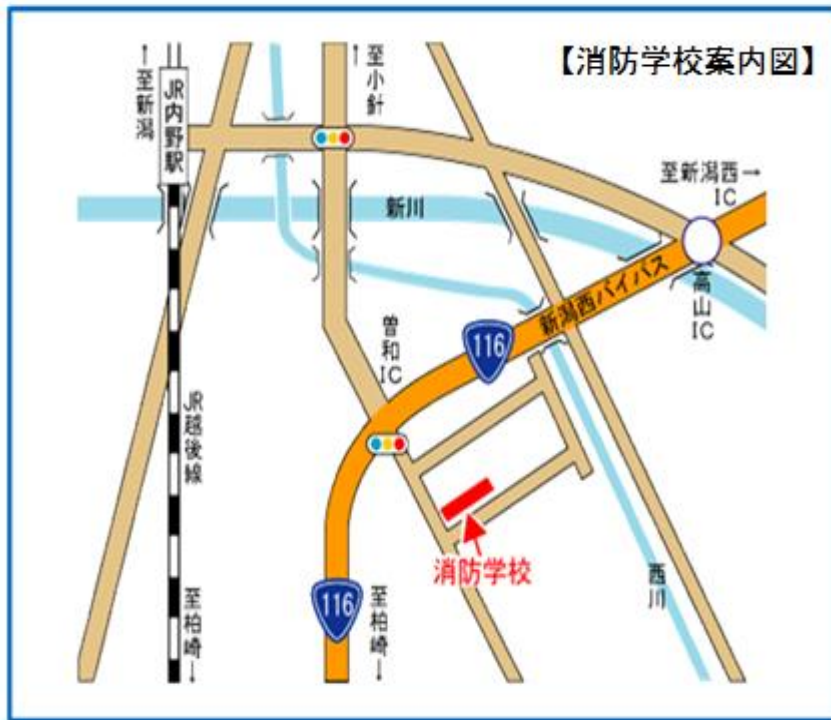 【消防学校案内図】
←至新潟
JR内野駅
←至小針
至新潟西→
IC
新川
新潟西バイパス
高山IC
曽和IC
116
JR越後線
消防学校
西川
116
至柏崎→
至柏崎→